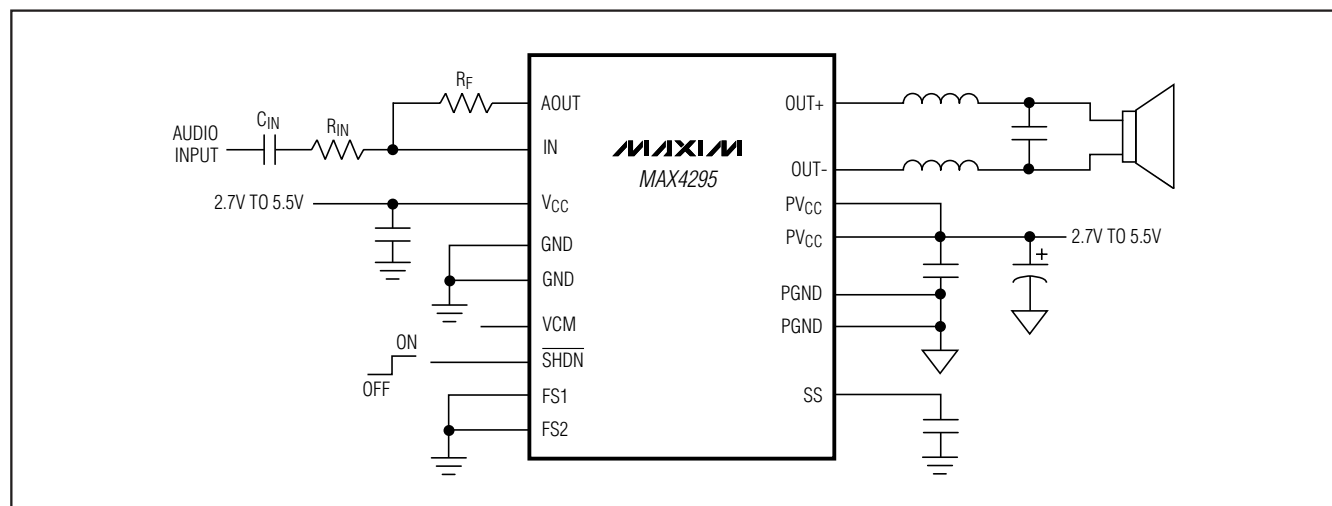 AUDIO
INPUT
CIN
RIN
RF
2.7V TO 5.5V
ON
OFF
AOUT
IN
VCC
GND
GND
VCM
SHDN
FS1
FS2
MAXIM
MAX4295
OUT+
OUT-
PVCC
PVCC
PGND
PGND
SS
+
2.7V TO 5.5V